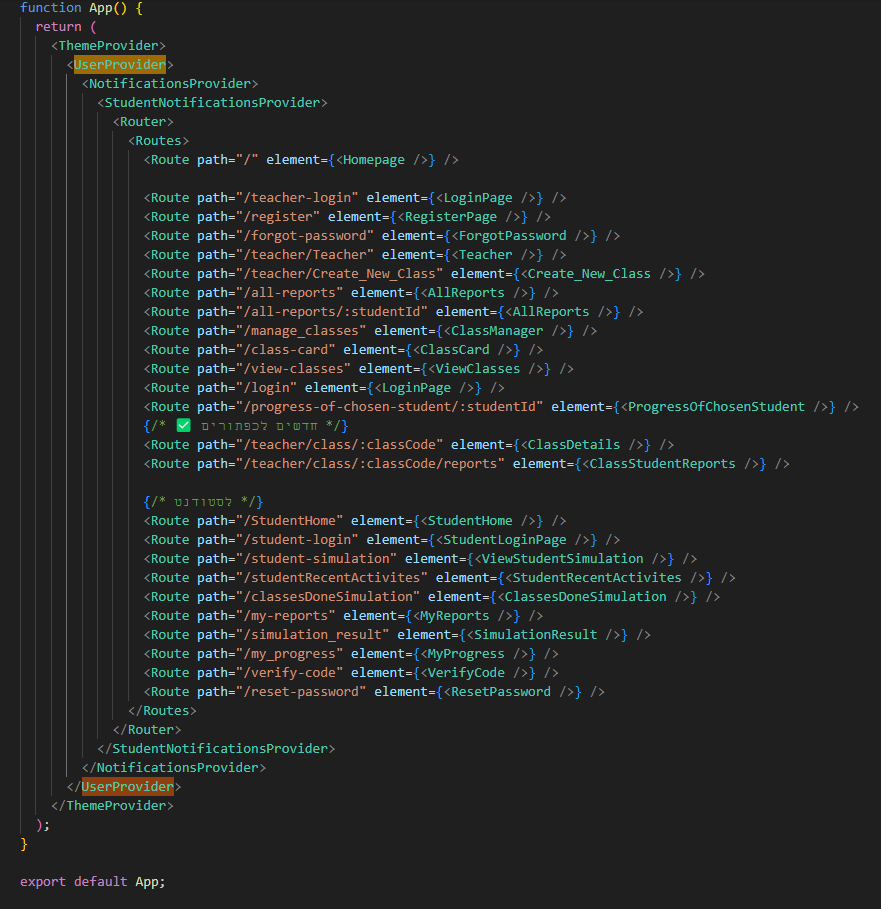 function App() {
return (
<ThemeProvider>
<UserProvider>
<NotificationsProvider>
<StudentNotificationsProvider>
<Router>
<Routes>
<Route path="/" element={<Homepage />} />
<Route path="/teacher-login" element={<LoginPage />} />
<Route path="/register" element={<RegisterPage />} />
<Route path="/forgot-password" element={<ForgotPassword />} />
<Route path="/teacher/Teacher" element={<Teacher />} />
<Route path="/teacher/Create_New_Class" element={<Create_New_Class />} />
<Route path="/all-reports" element={<AllReports />} />
<Route path="/all-reports/:studentId" element={<AllReports />} />
<Route path="/manage_classes" element={<ClassManager />} />
<Route path="/class-card" element={<ClassCard />} />
<Route path="/view-classes" element={<ViewClasses />} />
<Route path="/login" element={<LoginPage />} />
<Route path="/progress-of-chosen-student/:studentId" element={<ProgressOfChosenStudent />} />
{/* ✅ חדשים לכפתורים */}
<Route path="/teacher/class/:classCode" element={<ClassDetails />} />
<Route path="/teacher/class/:classCode/reports" element={<ClassStudentReports />} />
{/* לסטודנט */}
<Route path="/StudentHome" element={<StudentHome />} />
<Route path="/student-login" element={<StudentLoginPage />} />
<Route path="/student-simulation" element={<ViewStudentSimulation />} />
<Route path="/studentRecentActivites" element={<StudentRecentActivites />} />
<Route path="/classesDoneSimulation" element={<ClassesDoneSimulation />} />
<Route path="/my-reports" element={<MyReports />} />
<Route path="/simulation_result" element={<SimulationResult />} />
<Route path="/my_progress" element={<MyProgress />} />
<Route path="/verify-code" element={<VerifyCode />} />
<Route path="/reset-password" element={<ResetPassword />} />
</Routes>
</Router>
</StudentNotificationsProvider>
</NotificationsProvider>
</UserProvider>
</ThemeProvider>
);
}
export default App;